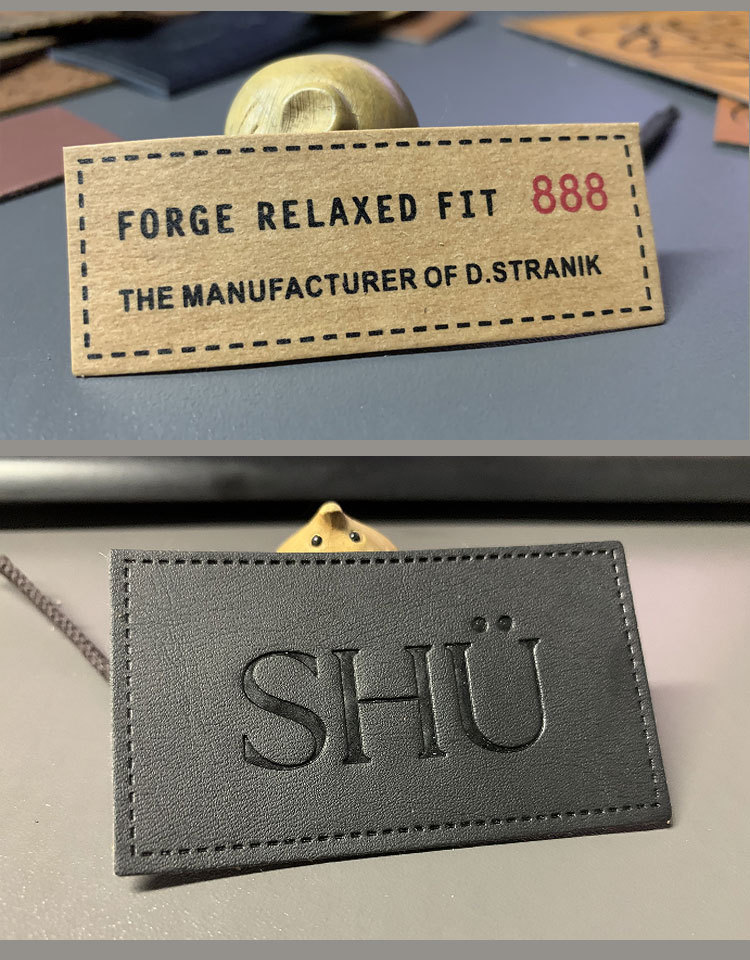 FORGE RELAXED FIT 888
THE MANUFACTURER OF D.STRANIK
SHÜ